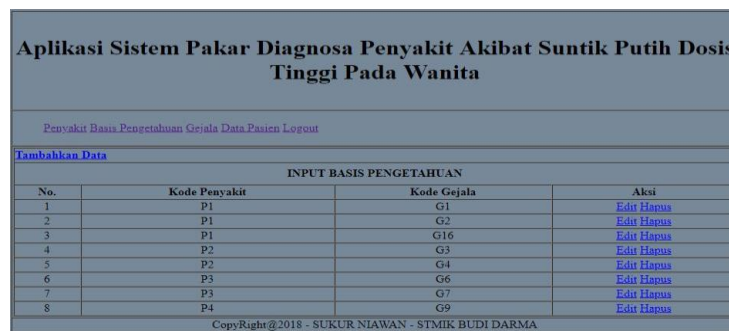 Aplikasi Sistem Pakar Diagnosa Penyakit Akibat Suntik Putih Dosis
Tinggi Pada Wanita
Penyakit Basis Pengetahuan Gejala Data Pasien Logout
Tambahkan Data
INPUT BASIS PENGETAHUAN
No. Kode Penyakit Kode Gejala Aksi
1 P1 G1 Edit Hapus
2 P1 G2 Edit Hapus
3 P1 G16 Edit Hapus
4 P2 G3 Edit Hapus
5 P2 G4 Edit Hapus
6 P3 G6 Edit Hapus
7 P3 G7 Edit Hapus
8 P4 G9 Edit Hapus
CopyRight@2018 - SUKUR NIAWAN - STMIK BUDI DARMA